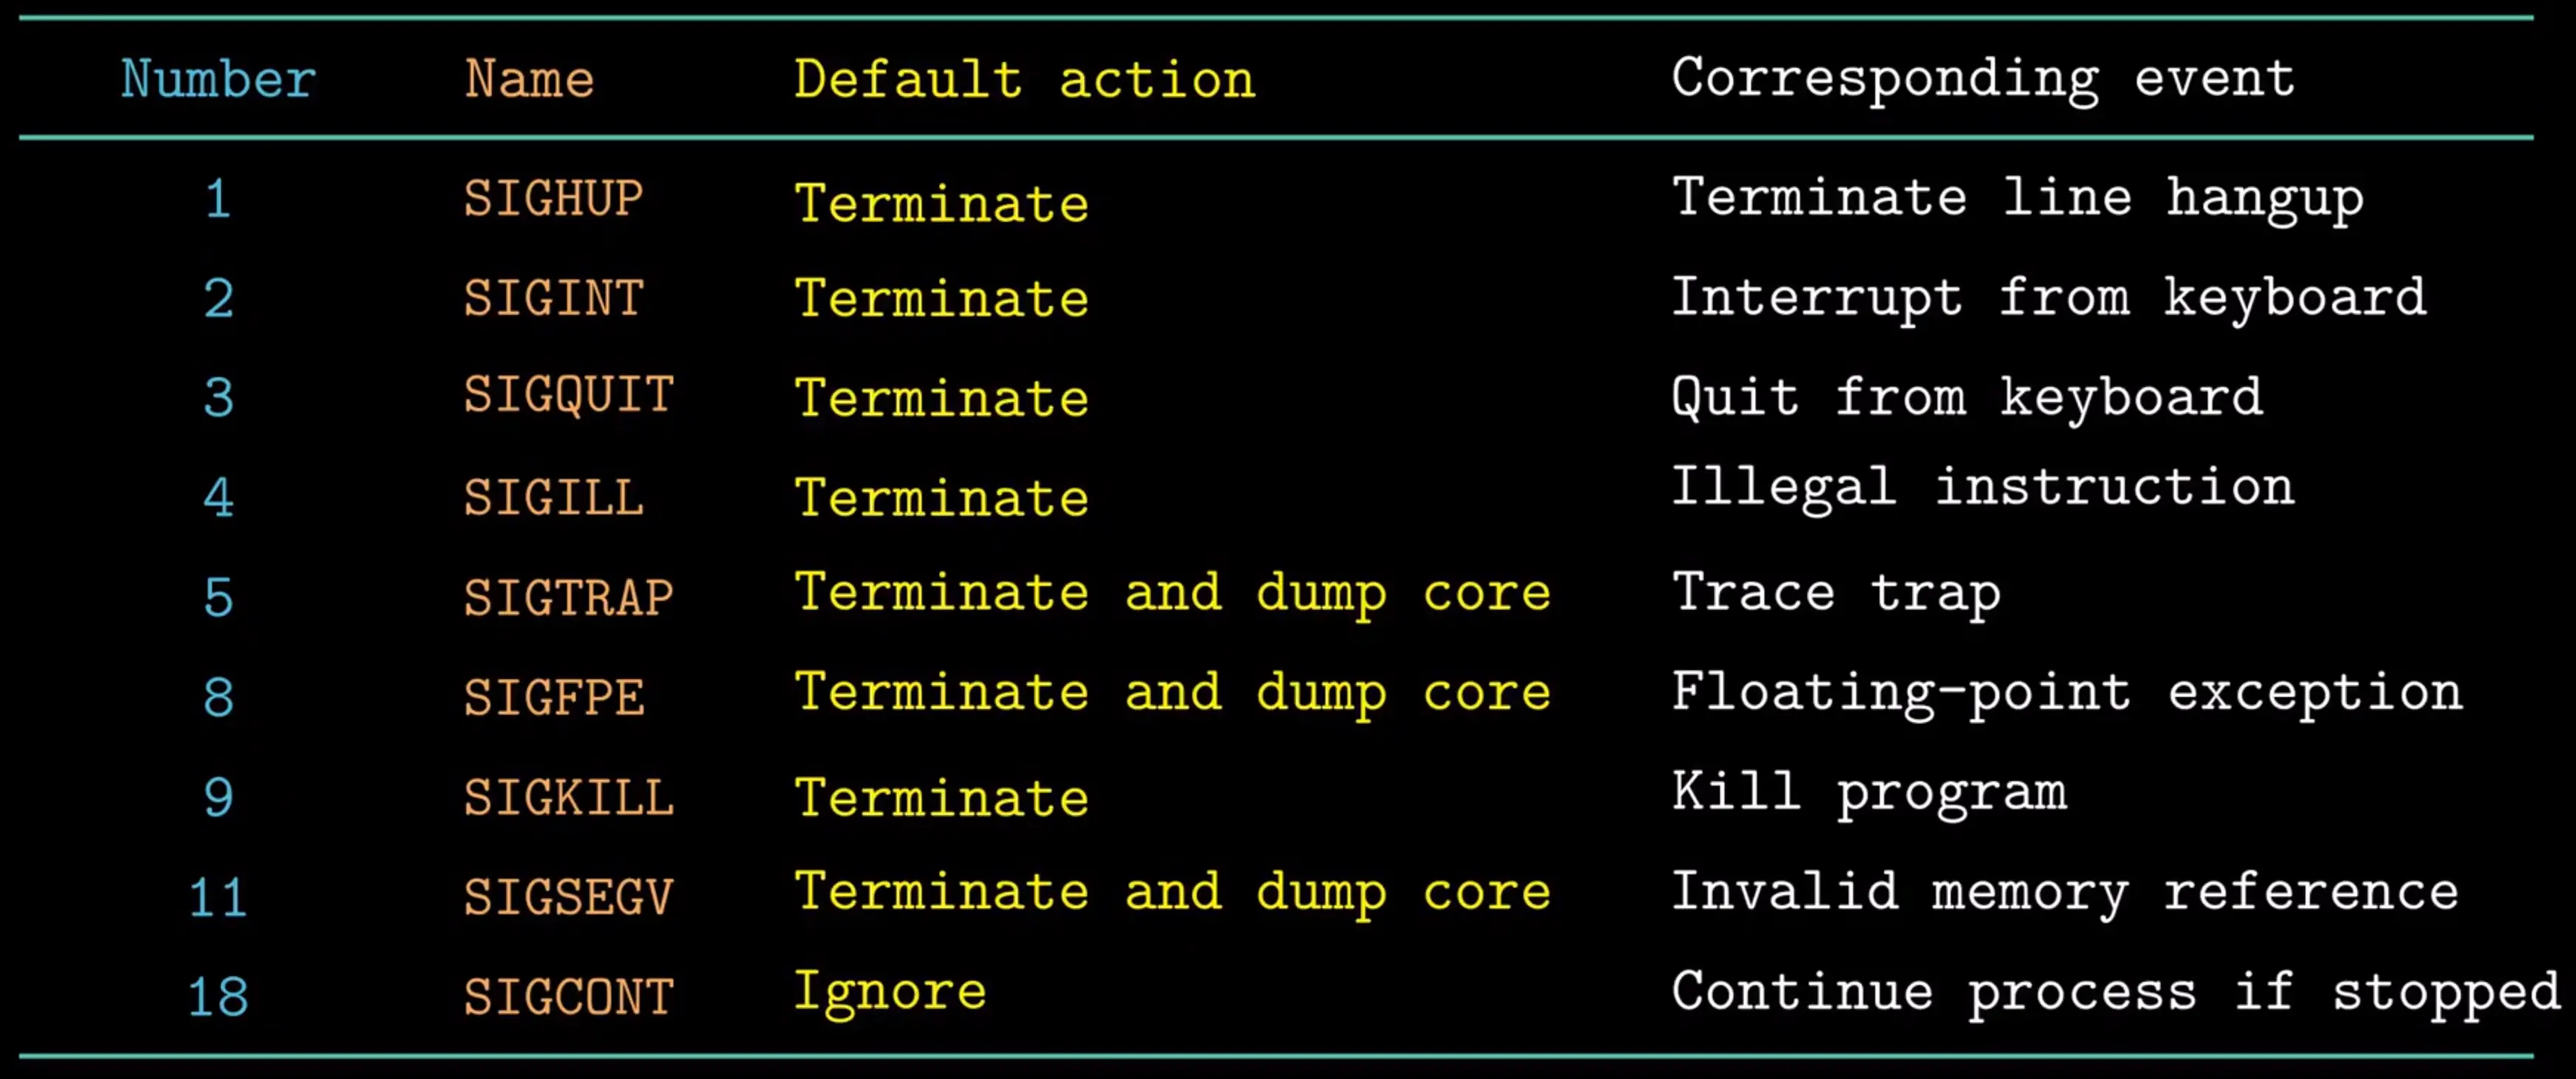 Number Name Default action Corresponding event
1 SIGHUP Terminate Terminate line hangup
2 SIGINT Terminate Interrupt from keyboard
3 SIGQUIT Terminate Quit from keyboard
4 SIGILL Terminate Illegal instruction
5 SIGTRAP Terminate and dump core Trace trap
8 SIGFPE Terminate and dump core Floating-point exception
9 SIGKILL Terminate Kill program
11 SIGSEGV Terminate and dump core Invalid memory reference
18 SIGCONT Ignore Continue process if stopped